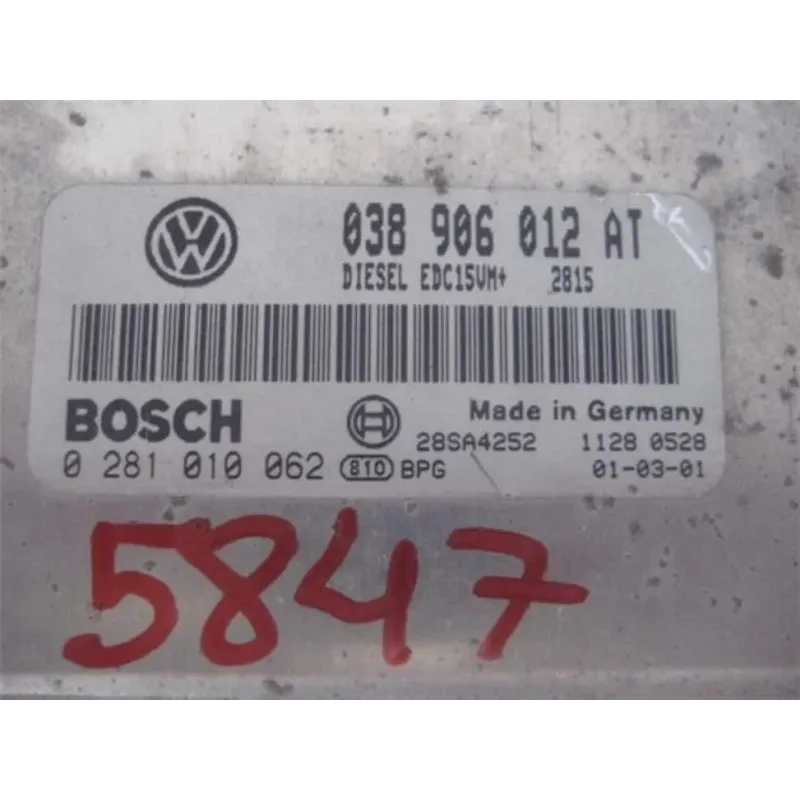 038 906 012 AT
DIESEL EDC15VM+ 2815
BOSCH
Made in Germany
28SA4252 1128 0528
0 281 010 062 810 BPG 01-03-01
5847